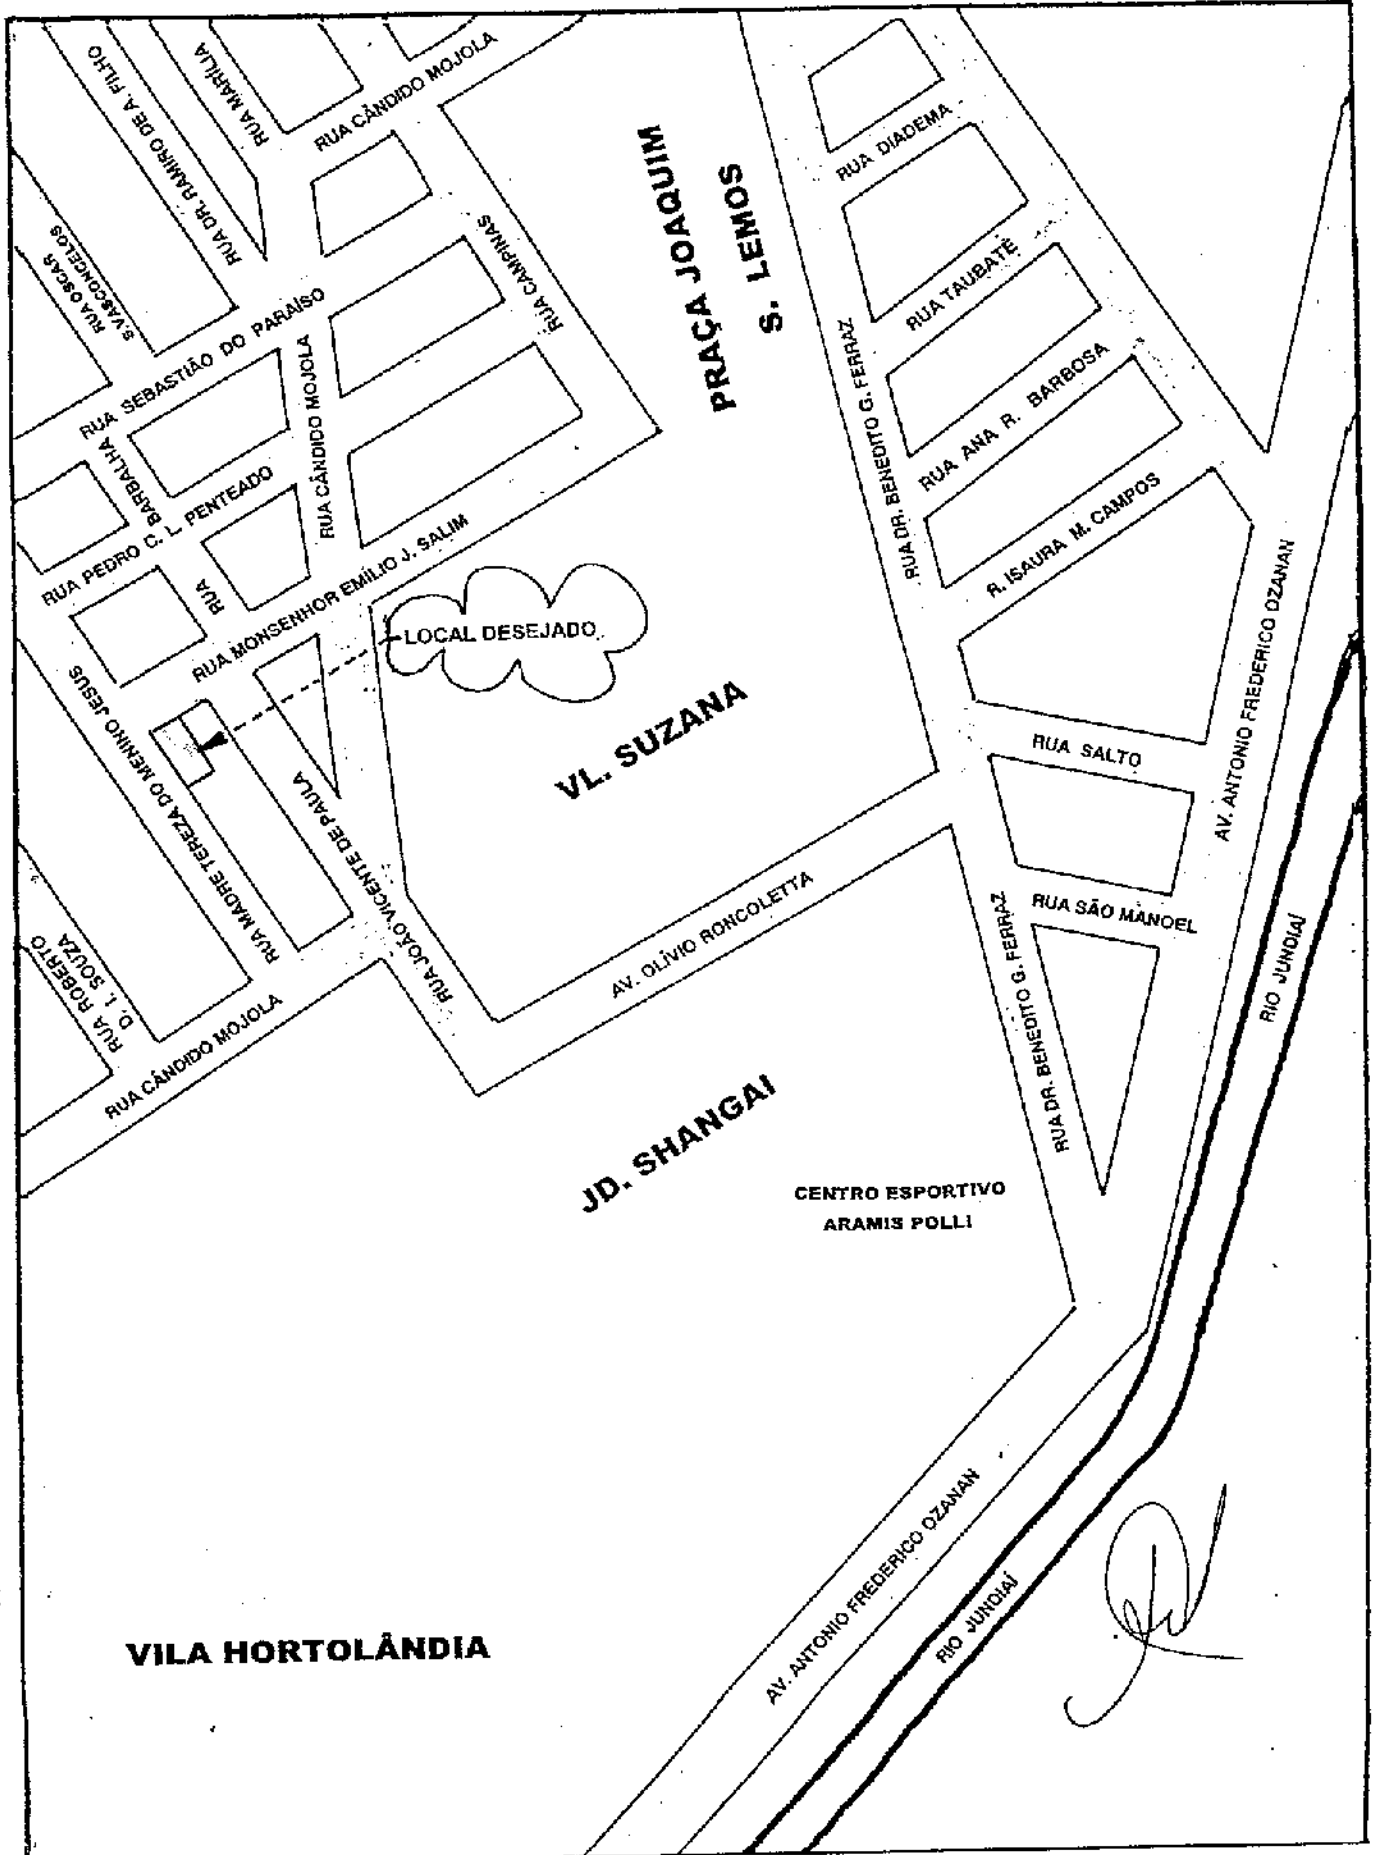 RUA DR. RAMIRO DE A. FILHO
RUA MARÍLIA
RUA CÂNDIDO MOJOLA
RUA OSCAR
S. VASCONCELOS
RUA SEBASTIÃO DO PARAÍSO
RUA CAMPINAS
RUA CÂNDIDO MOJOLA
RUA BARBALHA
RUA PEDRO C. L. PENTEADO
RUA MONSENHOR EMÍLIO J. SALIM
LOCAL DESEJADO
PRAÇA JOAQUIM
S. LEMOS
RUA DIADEMA
RUA TAUBATÉ
RUA ANA R. BARBOSA
R. ISAURA M. CAMPOS
RUA DR. BENEDITO G. FERRAZ
AV. ANTONIO FREDERICO OZANAN
VL. SUZANA
RUA SALTO
RUA SÃO MANOEL
RUA MADRE TEREZA DO MENINO JESUS
RUA JOÃO VICENTE DE PAULA
AV. OLÍVIO RONCOLETTA
RUA DR. BENEDITO G. FERRAZ
RIO JUNDIAÍ
RUA ROBERTO
D. I. SOUZA
RUA CÂNDIDO MOJOLA
JD. SHANGAI
CENTRO ESPORTIVO
ARAMIS POLLI
AV. ANTONIO FREDERICO OZANAN
RIO JUNDIAÍ
VILA HORTOLÂNDIA